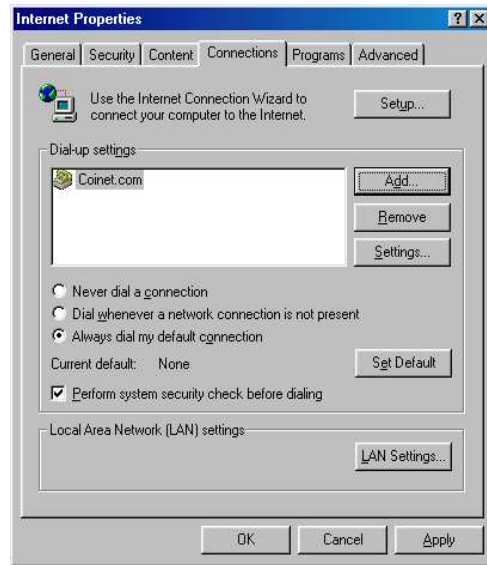 Internet Properties
General Security Content Connections Programs Advanced
Use the Internet Connection Wizard to
connect your computer to the Internet.
Setup...
Dial-up settings
Coinet.com
Add...
Remove
Settings...
Never dial a connection
Dial whenever a network connection is not present
Always dial my default connection
Current default: None
Set Default
Perform system security check before dialing
Local Area Network (LAN) settings
LAN Settings...
OK Cancel Apply